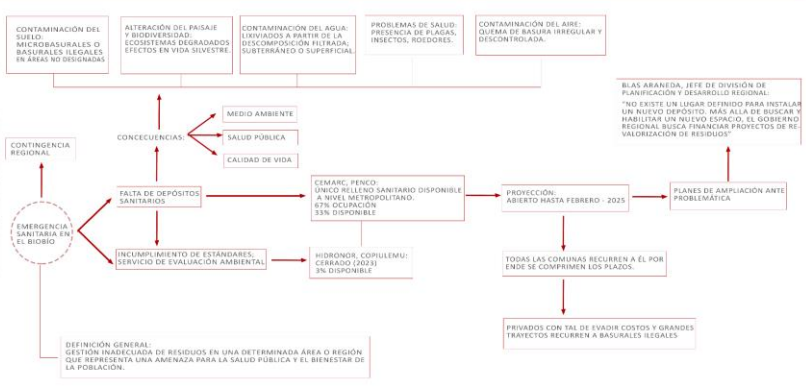 CONTAMINACIÓN DEL
SUELO:
MICROBASURALES O
BASURALES ILEGALES
EN ÁREAS NO DESIGNADAS
ALTERACIÓN DEL PAISAJE
Y BIODIVERSIDAD:
ECOSISTEMAS DEGRADADOS
EFECTOS EN VIDA SILVESTRE.
CONTAMINACIÓN DEL AGUA:
LIXIVIADOS A PARTIR DE LA
DESCOMPOSICIÓN FILTRADA;
SUBTERRÁNEO O SUPERFICIAL.
PROBLEMAS DE SALUD:
PRESENCIA DE PLAGAS,
INSECTOS, ROEDORES.
CONTAMINACIÓN DEL AIRE:
QUEMA DE BASURA IRREGULAR Y
DESCONTROLADA.
BLAS ARANEDA, JEFE DE DIVISIÓN DE
PLANIFICACIÓN Y DESARROLLO REGIONAL:
"NO EXISTE UN LUGAR DEFINIDO PARA INSTALAR
UN NUEVO DEPÓSITO. MÁS ALLA DE BUSCAR Y
HABILITAR UN NUEVO ESPACIO, EL GOBIERNO
REGIONAL BUSCA FINANCIAR PROYECTOS DE RE-
VALORIZACIÓN DE RESIDUOS"
CONCECUENCIAS:
MEDIO AMBIENTE
SALUD PÚBLICA
CALIDAD DE VIDA
CONTINGENCIA
REGIONAL
FALTA DE DEPÓSITOS
SANITARIOS
CEMARC, PENCO:
ÚNICO RELLENO SANITARIO DISPONIBLE
A NIVEL METROPOLITANO.
67% OCUPACIÓN
33% DISPONIBLE
PROYECCIÓN:
ABIERTO HASTA FEBRERO - 2025
PLANES DE AMPLIACIÓN ANTE
PROBLEMÁTICA
EMERGENCIA
SANITARIA EN
EL BIOBÍO
INCUMPLIMIENTO DE ESTÁNDARES;
SERVICIO DE EVALUACIÓN AMBIENTAL
HIDRONOR, COPIULEMU:
CERRADO (2023)
3% DISPONIBLE
TODAS LAS COMUNAS RECURREN A ÉL POR
ENDE SE COMPRIMEN LOS PLAZOS.
PRIVADOS CON TAL DE EVADIR COSTOS Y GRANDES
TRAYECTOS RECURREN A BASURALES ILEGALES
DEFINICIÓN GENERAL:
GESTIÓN INADECUADA DE RESIDUOS EN UNA DETERMINADA ÁREA O REGIÓN
QUE REPRESENTA UNA AMENAZA PARA LA SALUD PÚBLICA Y EL BIENESTAR DE
LA POBLACIÓN.